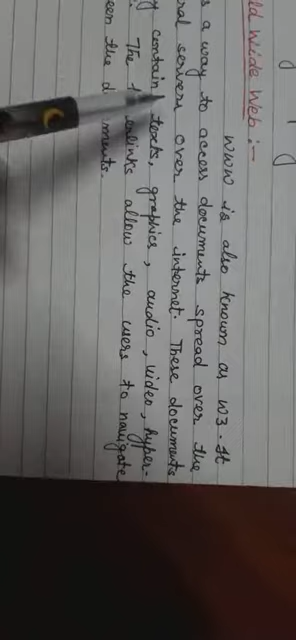 ld Wide Web :-
WWW is also known as W3. It
s a way to access documents spread over the
ral servers over the internet. These documents
y contain texts, graphics, audio, video, hyper-
The links allow the users to navigate
een the d ments.